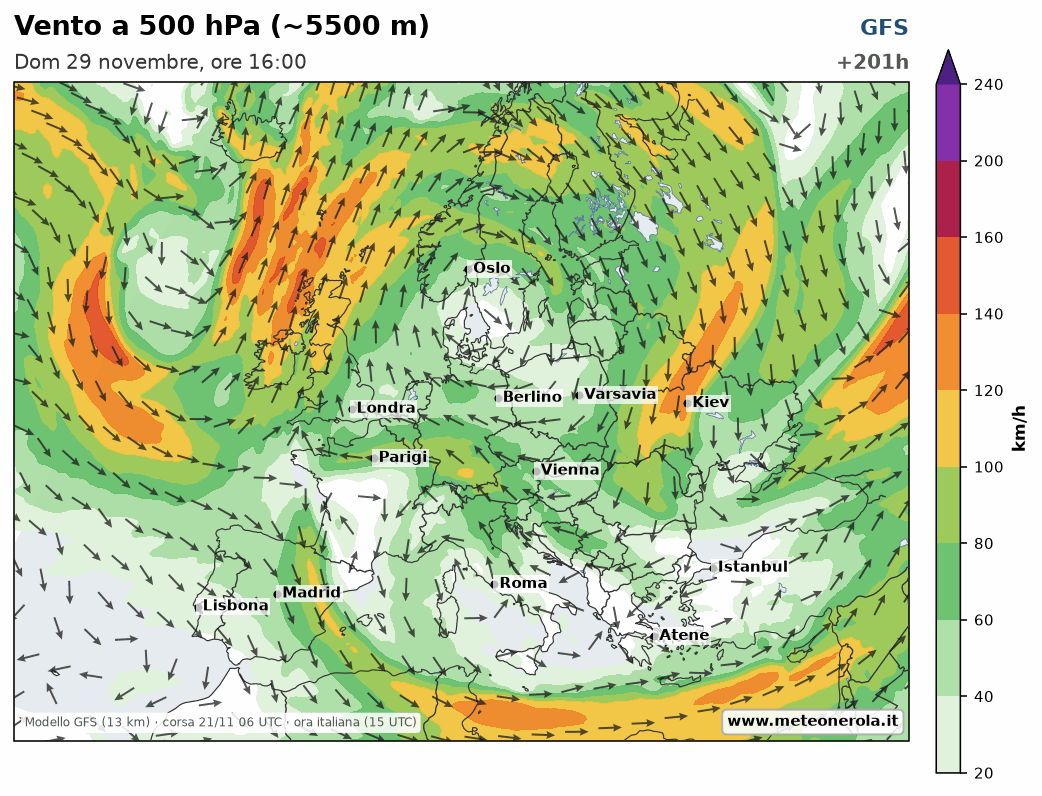 Vento a 500 hPa (~5500 m)
GFS
Dom 29 novembre, ore 16:00
+201h
240
200
160
140
120
100
80
60
40
20
km/h
Oslo
Londra
Berlino
Varsavia
Kiev
Parigi
Vienna
Madrid
Lisbona
Roma
Istanbul
Atene
Modello GFS (13 km) · corsa 21/11 06 UTC · ora italiana (15 UTC)
www.meteonerola.it